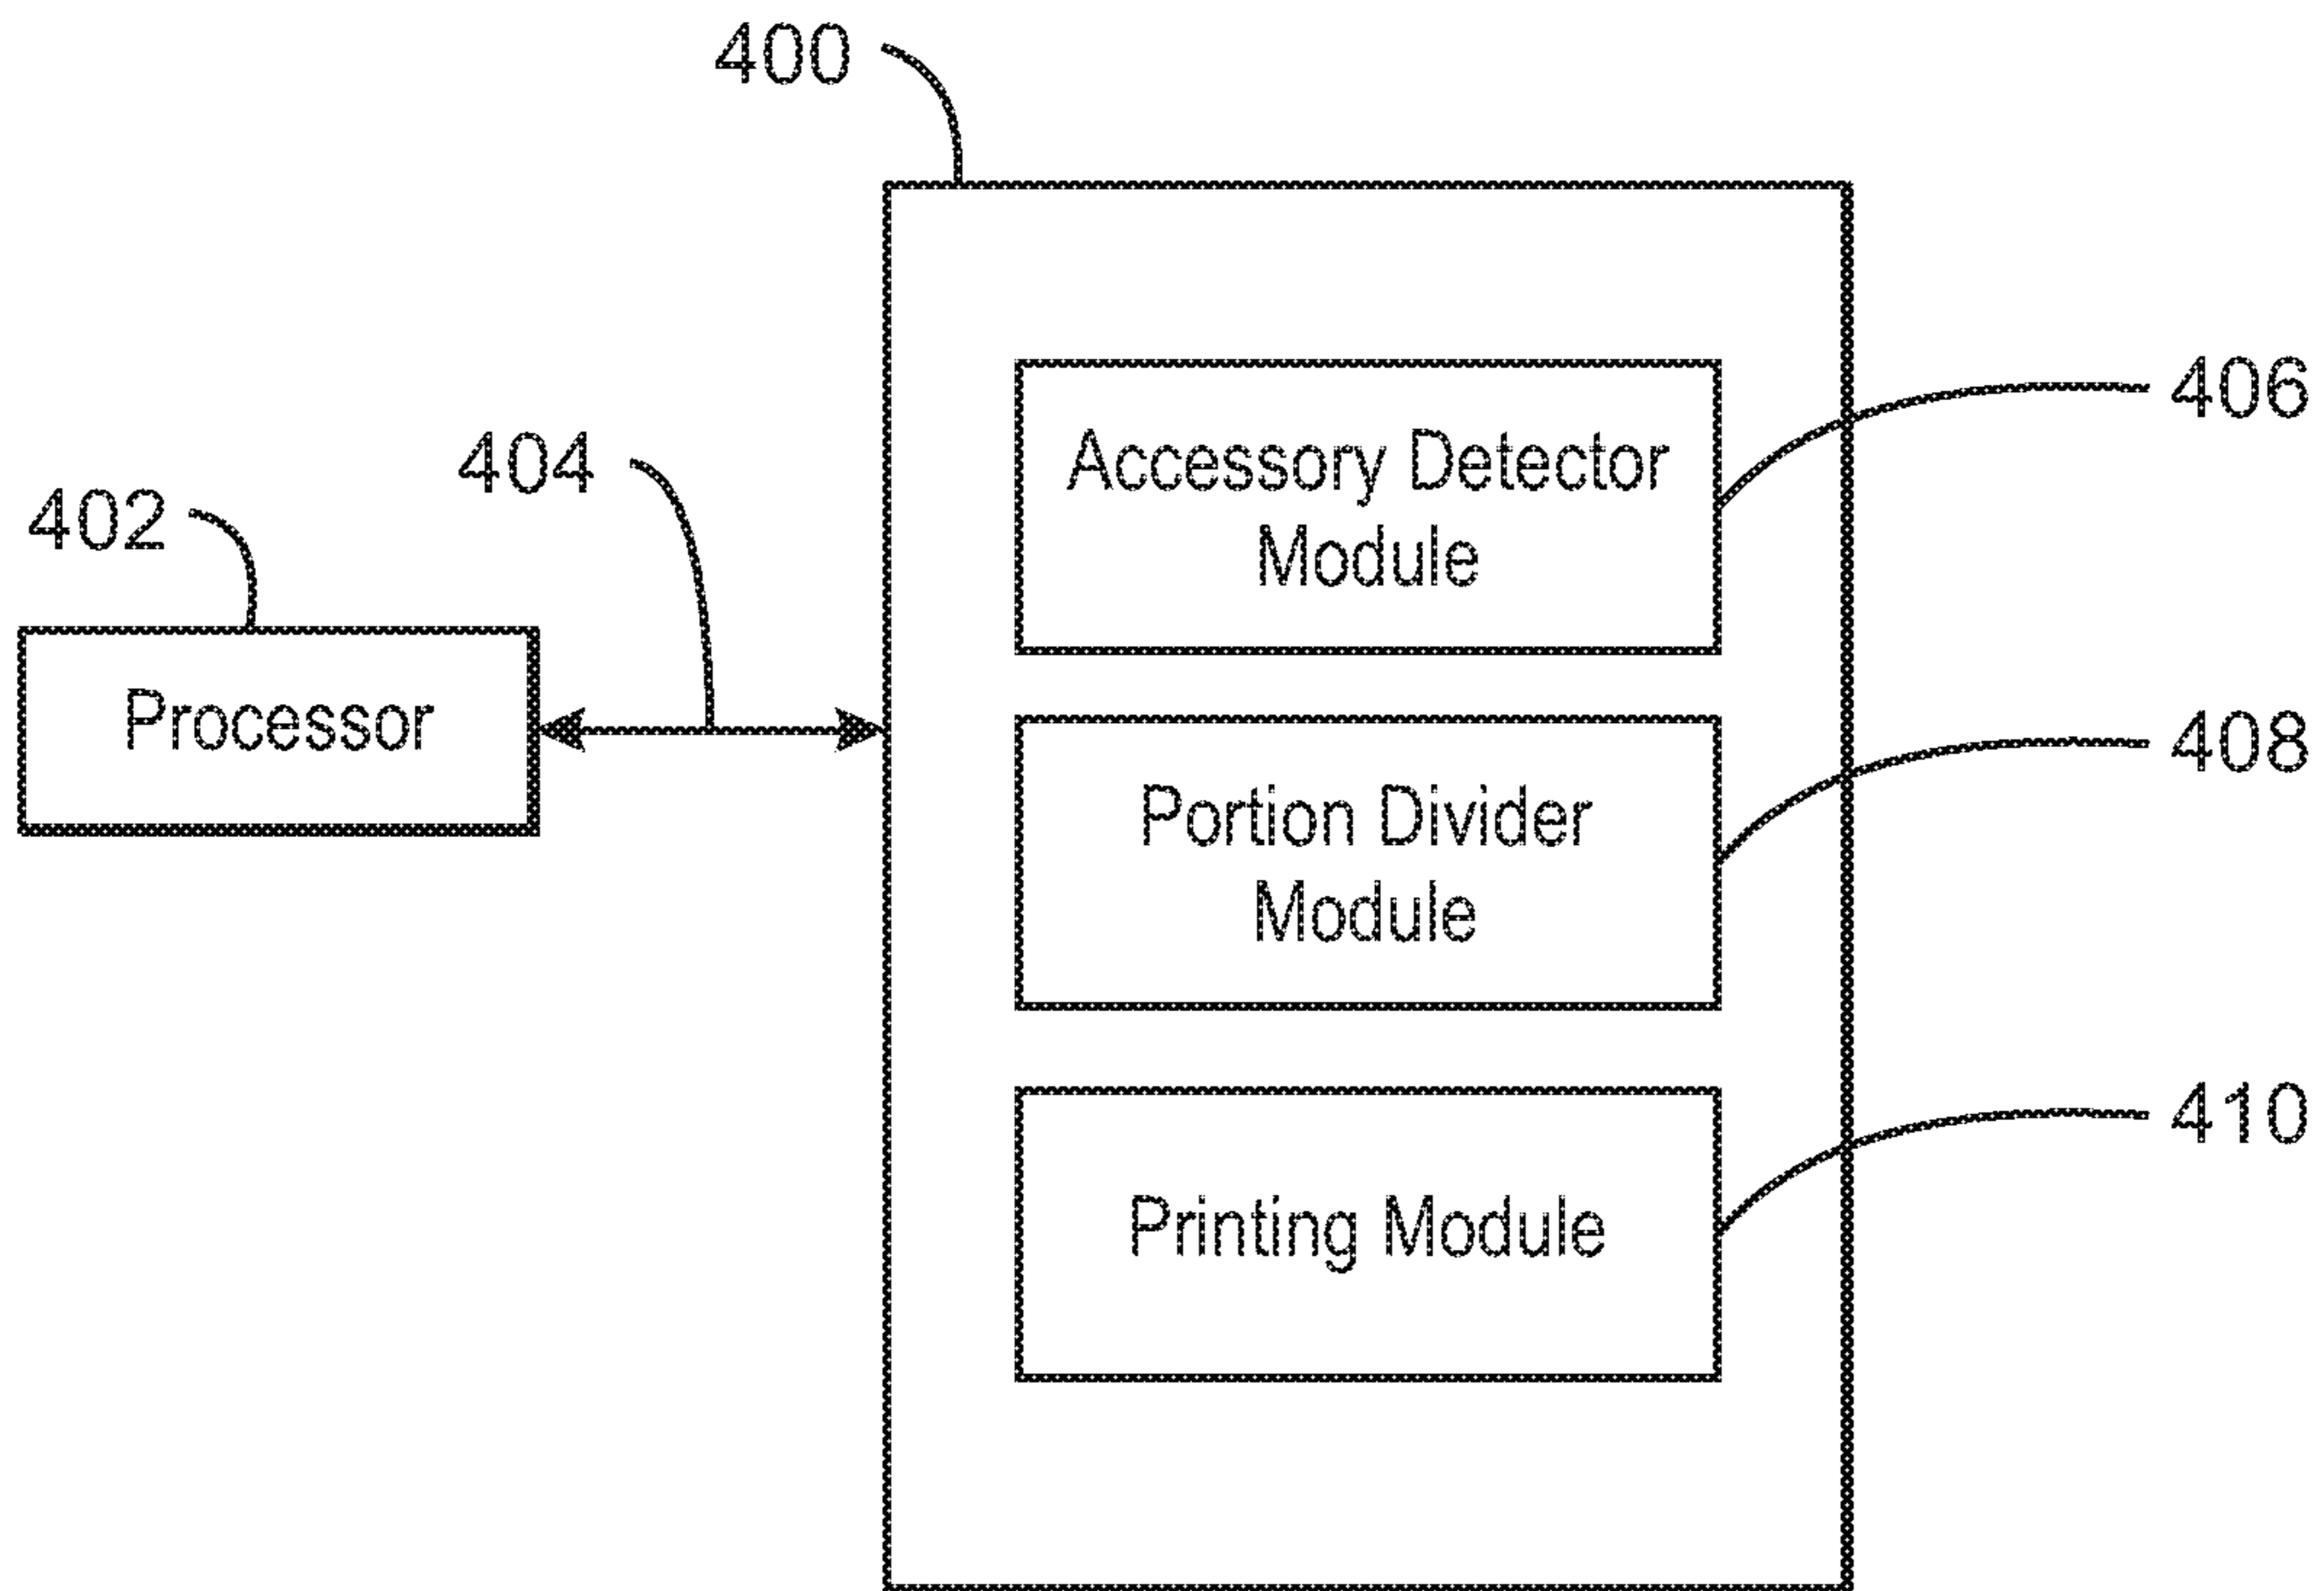 400
406
Accessory Detector
Module
404
402
Processor
408
Portion Divider
Module
410
Printing Module